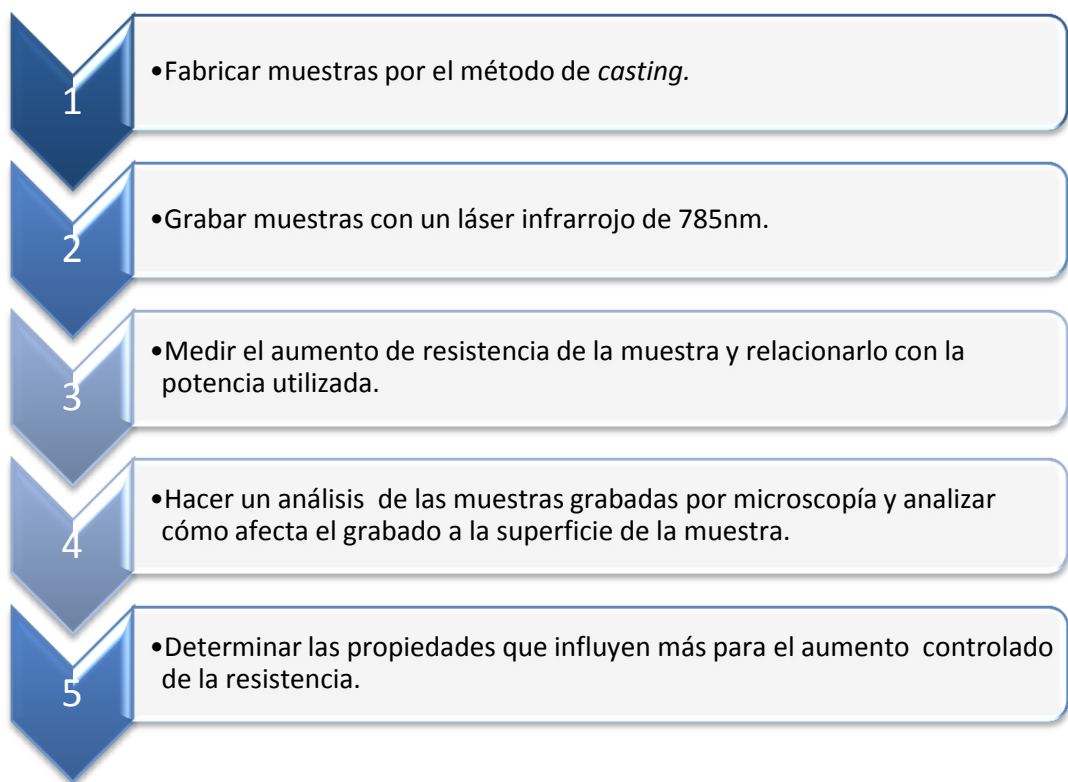 1
•Fabricar muestras por el método de casting.
2
•Grabar muestras con un láser infrarrojo de 785nm.
3
•Medir el aumento de resistencia de la muestra y relacionarlo con la
potencia utilizada.
4
•Hacer un análisis  de las muestras grabadas por microscopía y analizar
cómo afecta el grabado a la superficie de la muestra.
5
•Determinar las propiedades que influyen más para el aumento  controlado
de la resistencia.